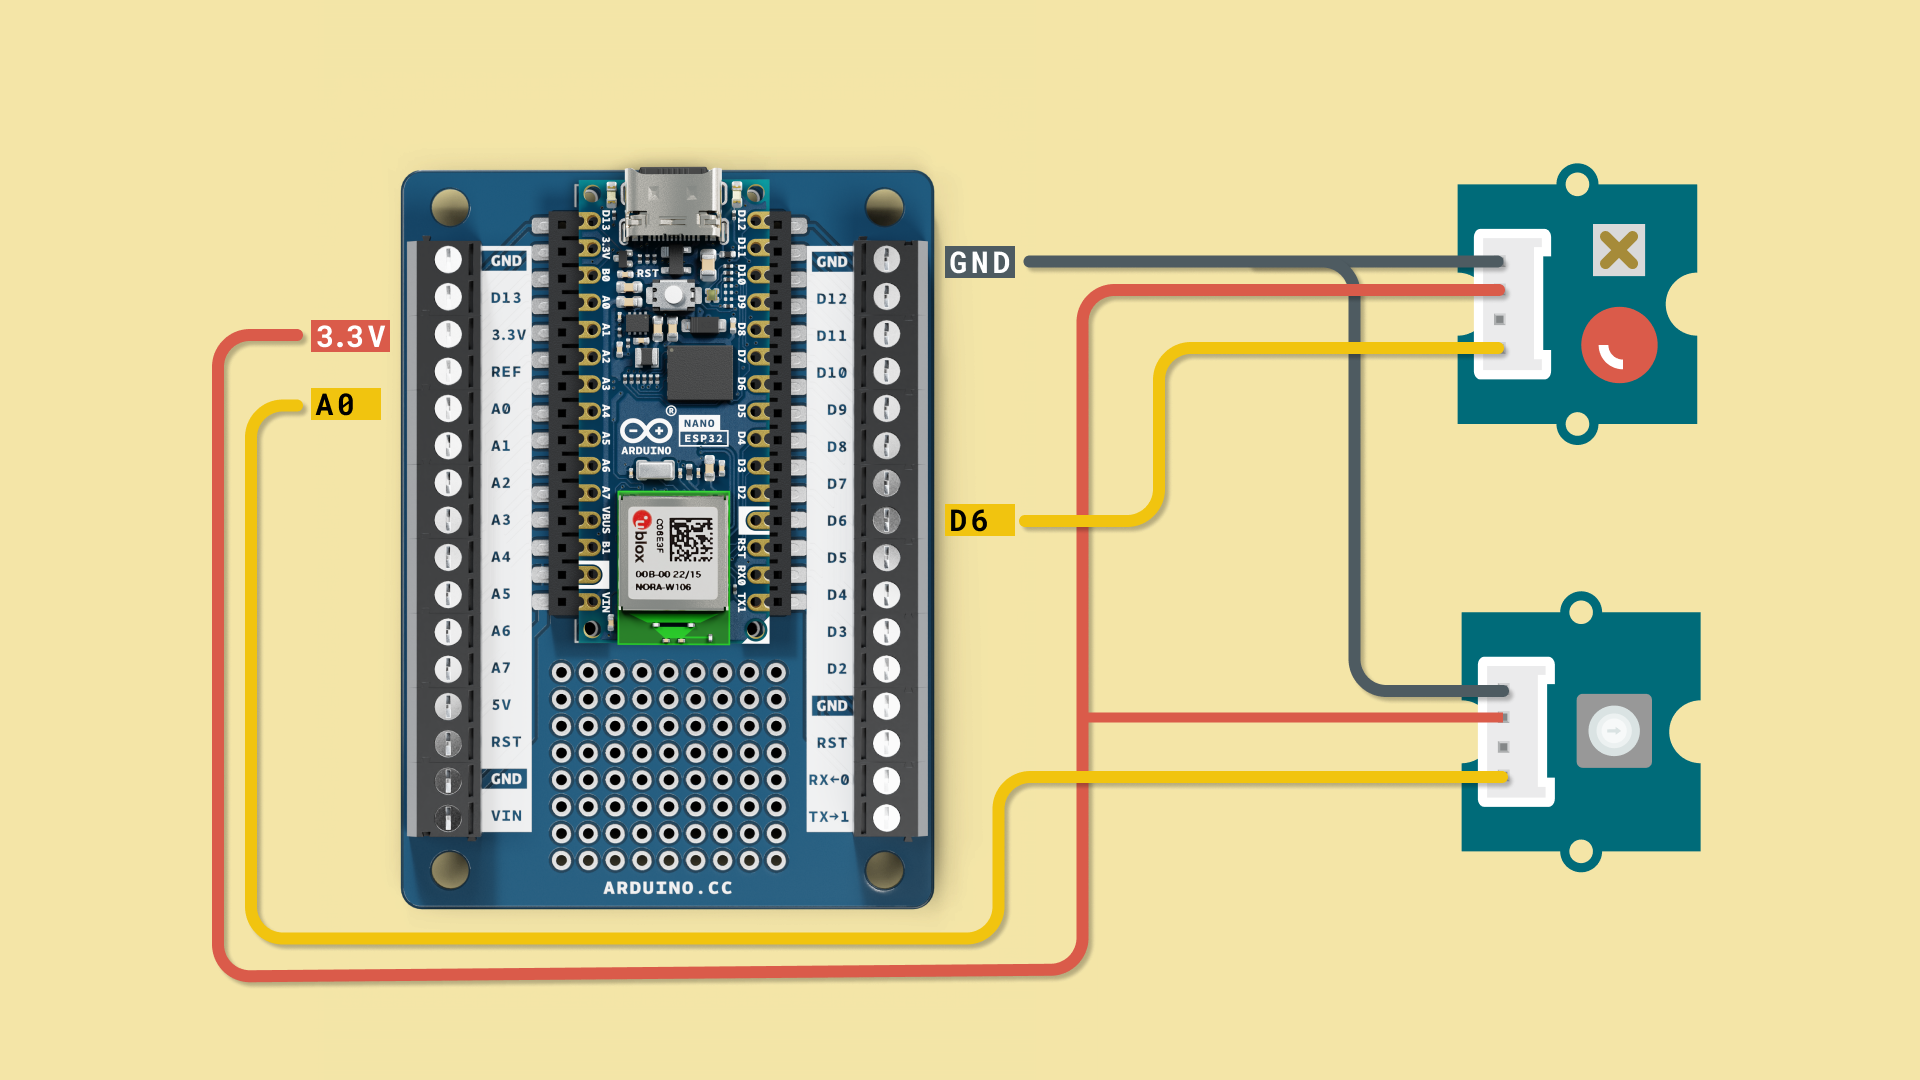 3.3V
A0
GND
D13
3.3V
REF
A0
A1
A2
A3
A4
A5
A6
A7
5V
RST
GND
VIN
D13
3.3V
B0
A0
A1
A2
A3
A4
A5
A6
A7
VBUS
B1
VIN
RST
®
ARDUINO
NANO
ESP32
ublox
CO8E3F
00B-00 22/15
NORA-W106
D12
D11
D10
D9
D8
D7
D6
D5
D4
D3
D2
RST
RX0
TX1
GND
D12
D11
D10
D9
D8
D7
D6
D5
D4
D3
D2
GND
RST
RX←0
TX→1
ARDUINO.CC
GND
D6